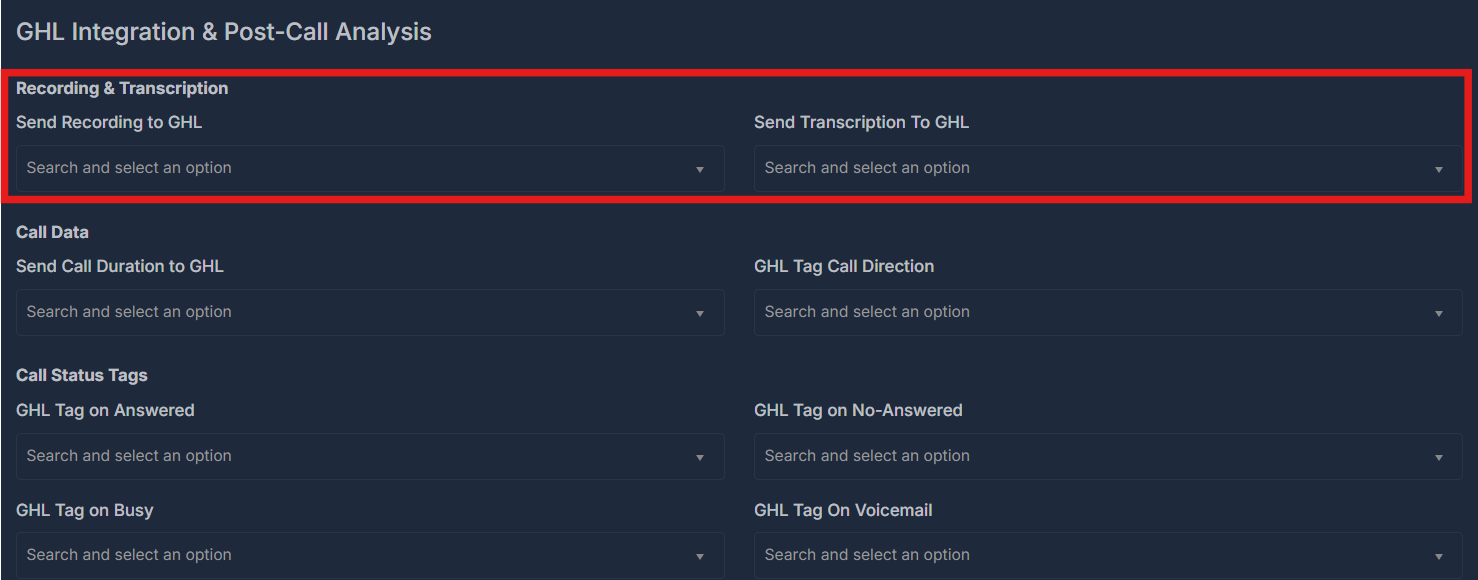 GHL Integration & Post-Call Analysis
Recording & Transcription
Send Recording to GHL
Send Transcription To GHL
Search and select an option
Search and select an option
Call Data
Send Call Duration to GHL
GHL Tag Call Direction
Search and select an option
Search and select an option
Call Status Tags
GHL Tag on Answered
GHL Tag on No-Answered
Search and select an option
Search and select an option
GHL Tag on Busy
GHL Tag On Voicemail
Search and select an option
Search and select an option